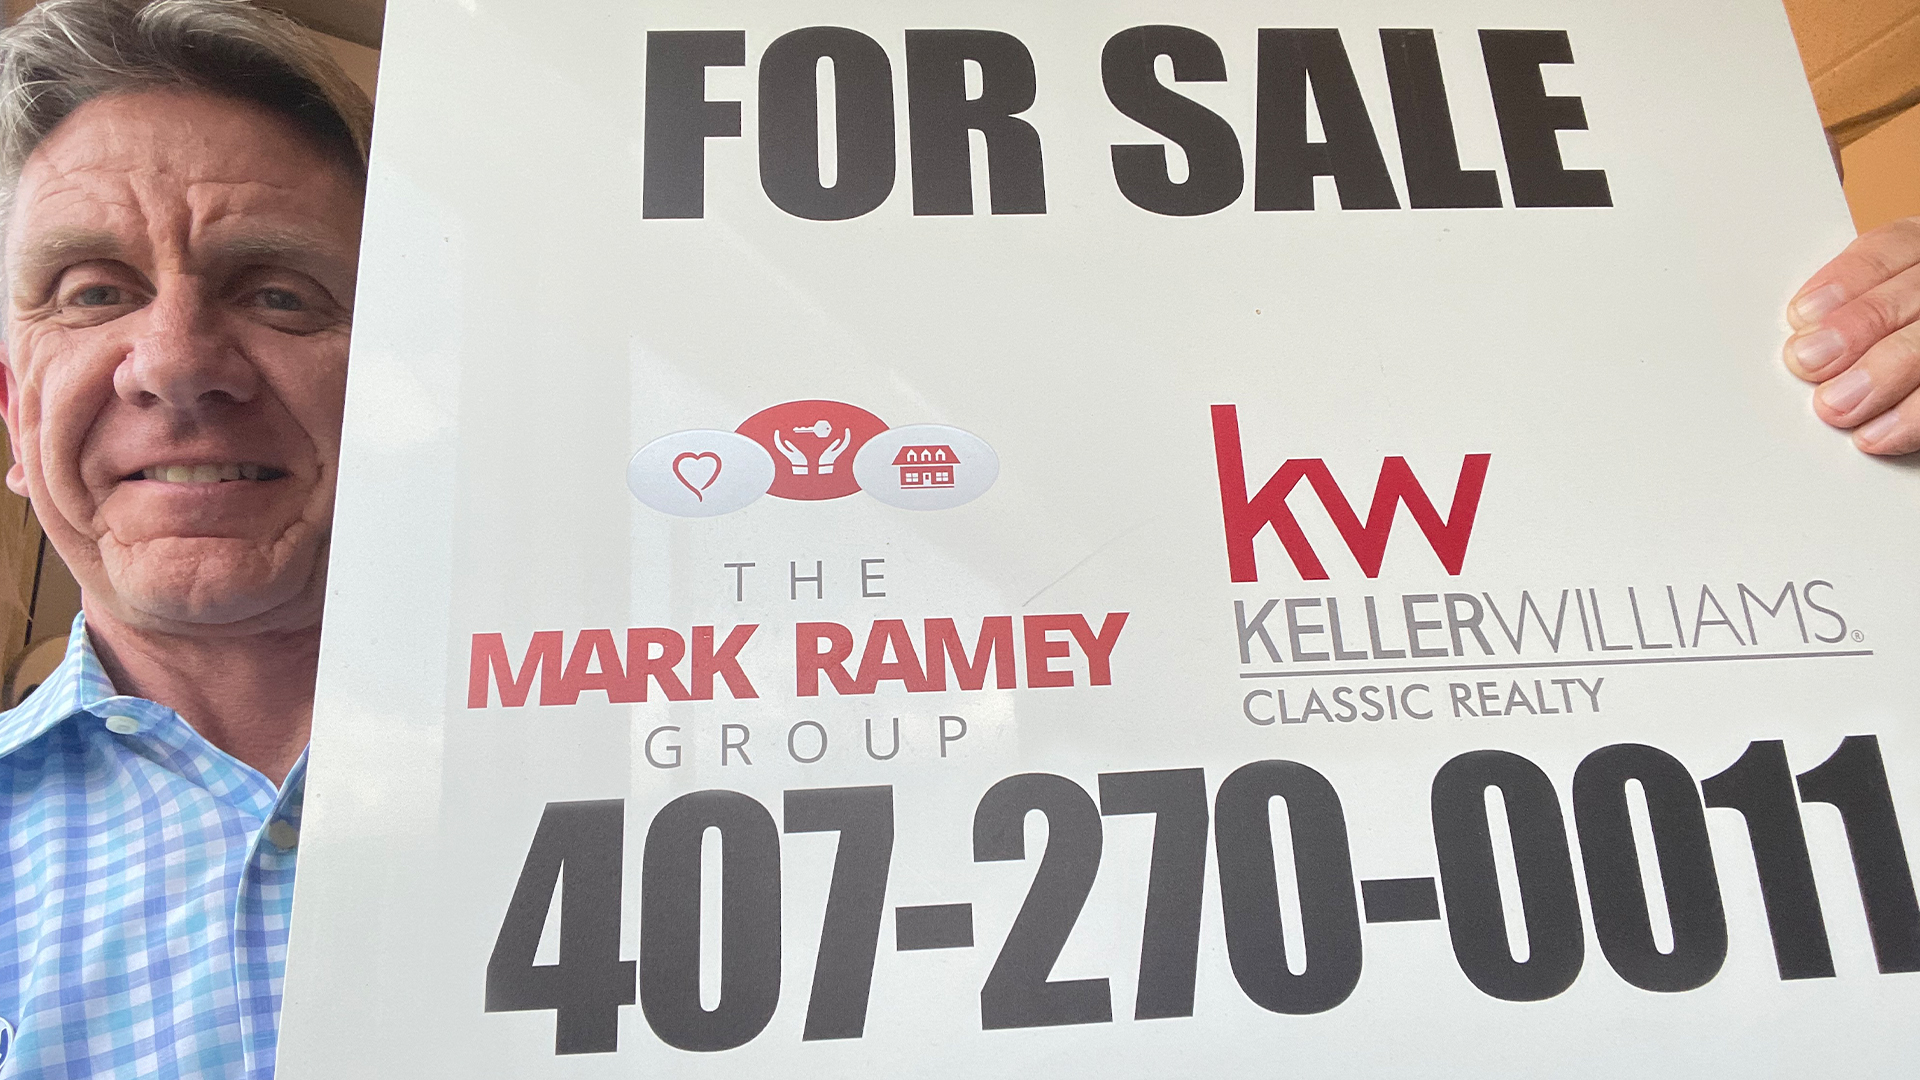 FOR SALE
THE
MARK RAMEY
GROUP
kw
KELLERWILLIAMS®
CLASSIC REALTY
407-270-0011